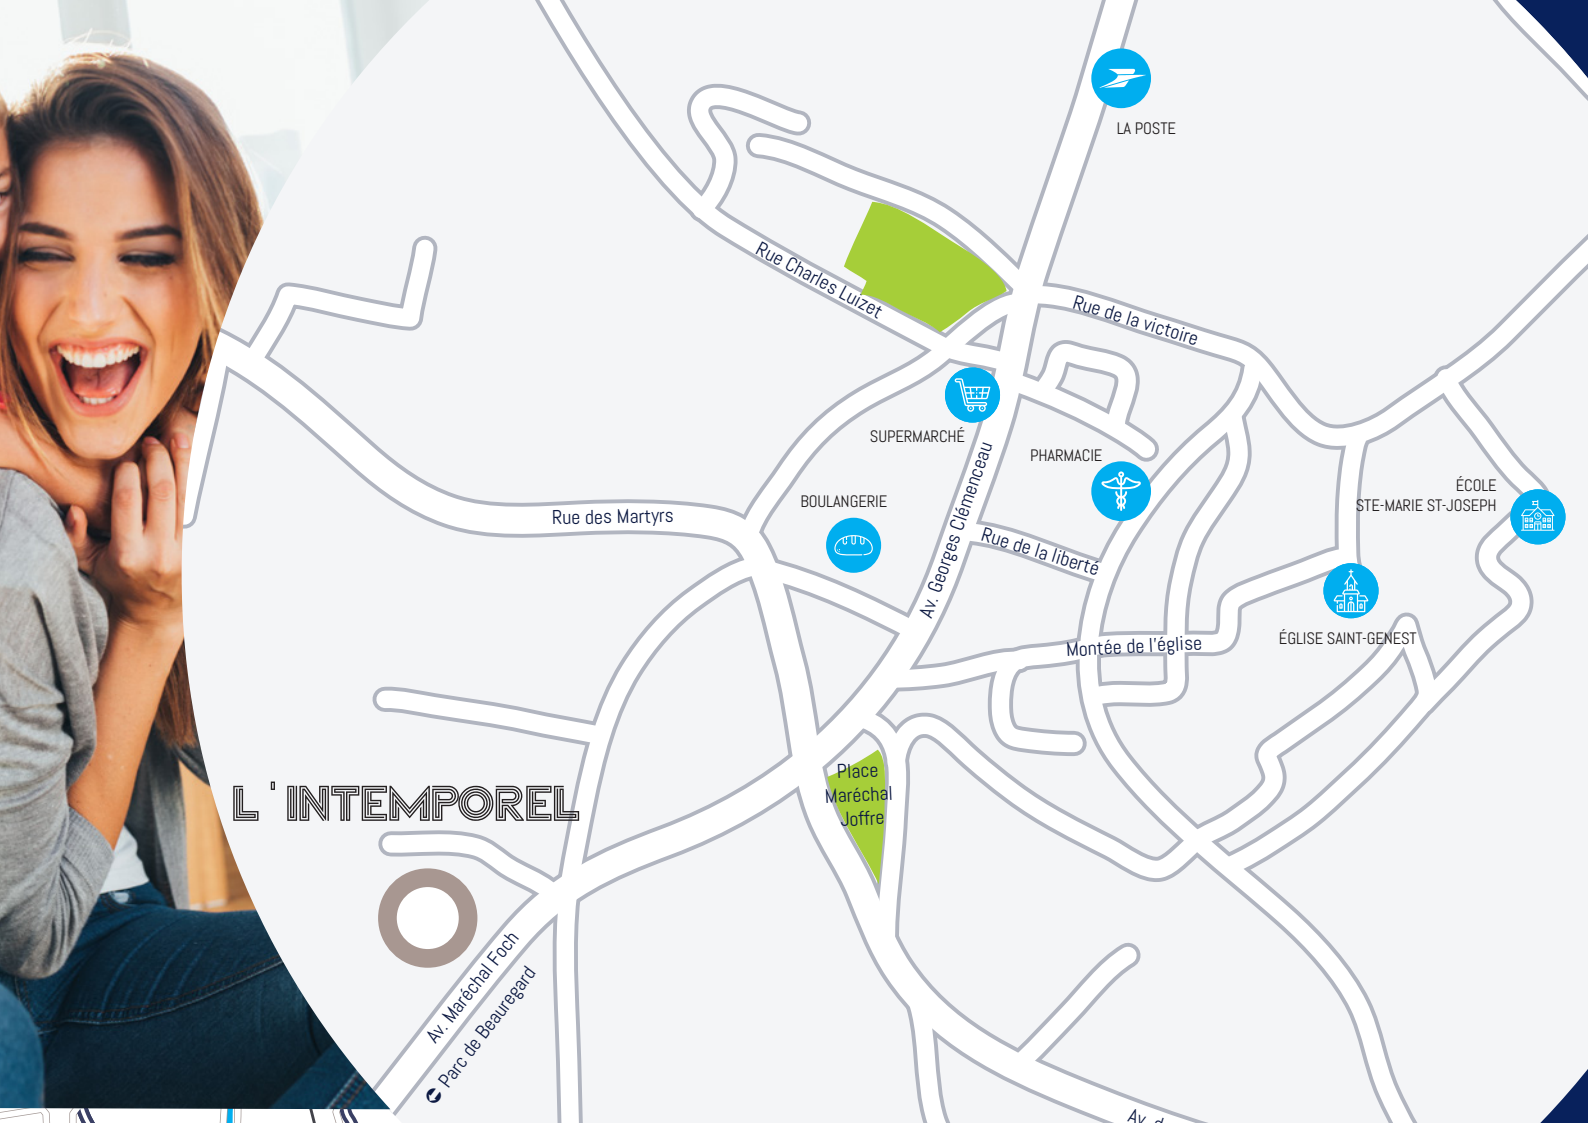 LA POSTE
Rue Charles Luizet
Rue de la victoire
SUPERMARCHÉ
PHARMACIE
BOULANGERIE
ÉCOLE
STE-MARIE ST-JOSEPH
Rue des Martyrs
Av. Georges Clémenceau
Rue de la liberté
Montée de l'église
ÉGLISE SAINT-GENEST
Place
Maréchal
Joffre
L'INTEMPOREL
Av. Maréchal Foch
Parc de Beauregard
Av.